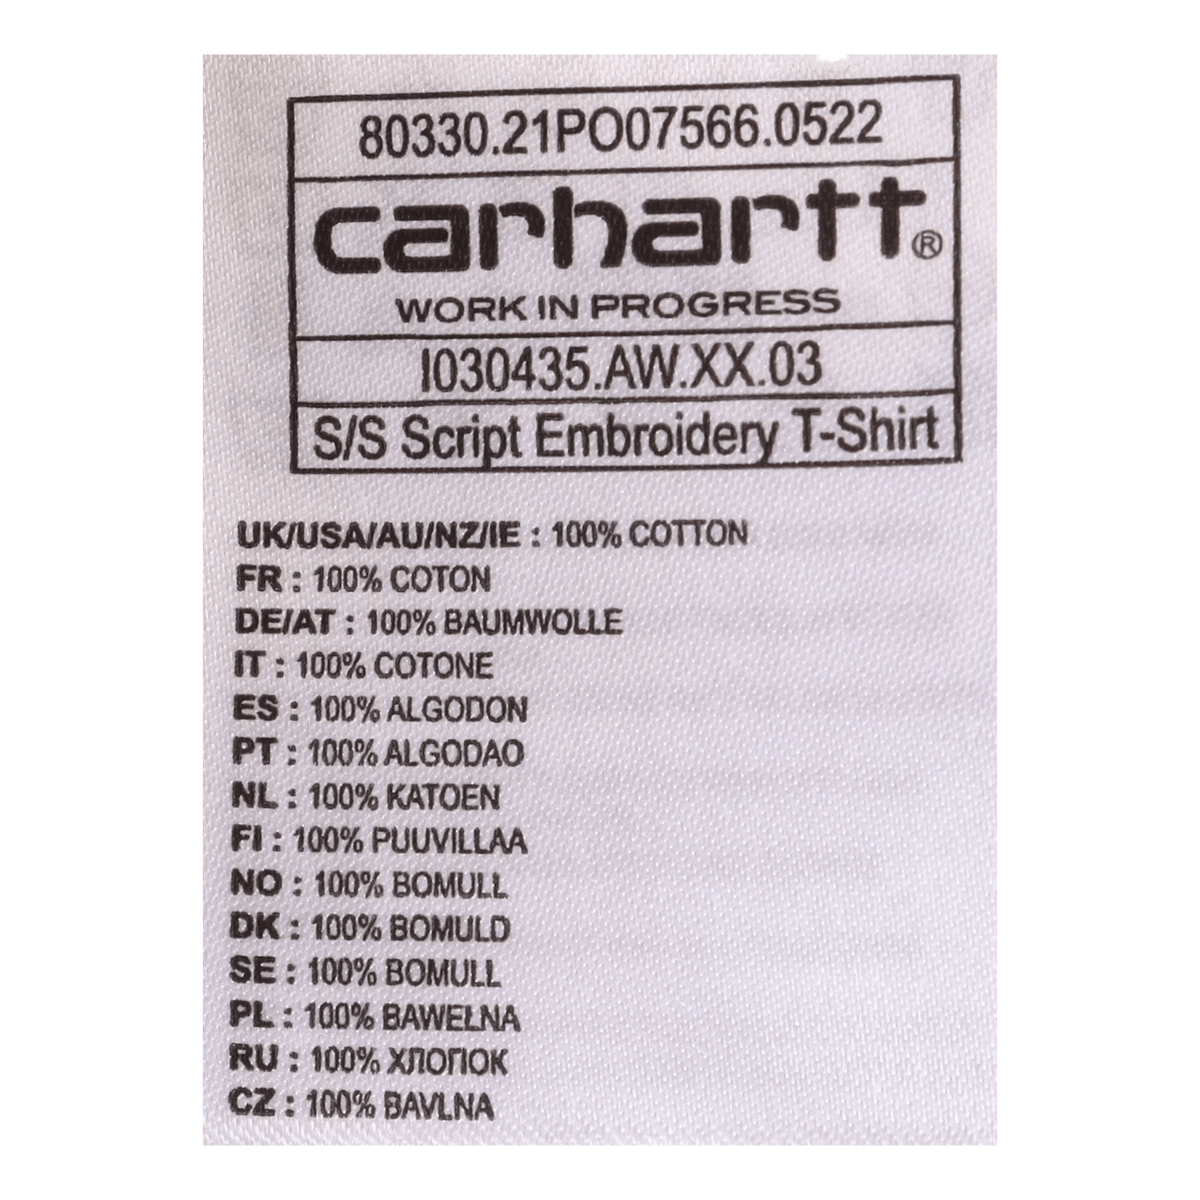 80330.21PO07566.0522
carhartt®
WORK IN PROGRESS
I030435.AW.XX.03
S/S Script Embroidery T-Shirt
UK/USA/AU/NZ/IE : 100% COTTON
FR : 100% COTON
DE/AT : 100% BAUMWOLLE
IT : 100% COTONE
ES : 100% ALGODON
PT : 100% ALGODAO
NL : 100% KATOEN
FI : 100% PUUVILLAA
NO : 100% BOMULL
DK : 100% BOMULD
SE : 100% BOMULL
PL : 100% BAWEŁNA
RU : 100% ХЛОПОК
CZ : 100% BAVLNA